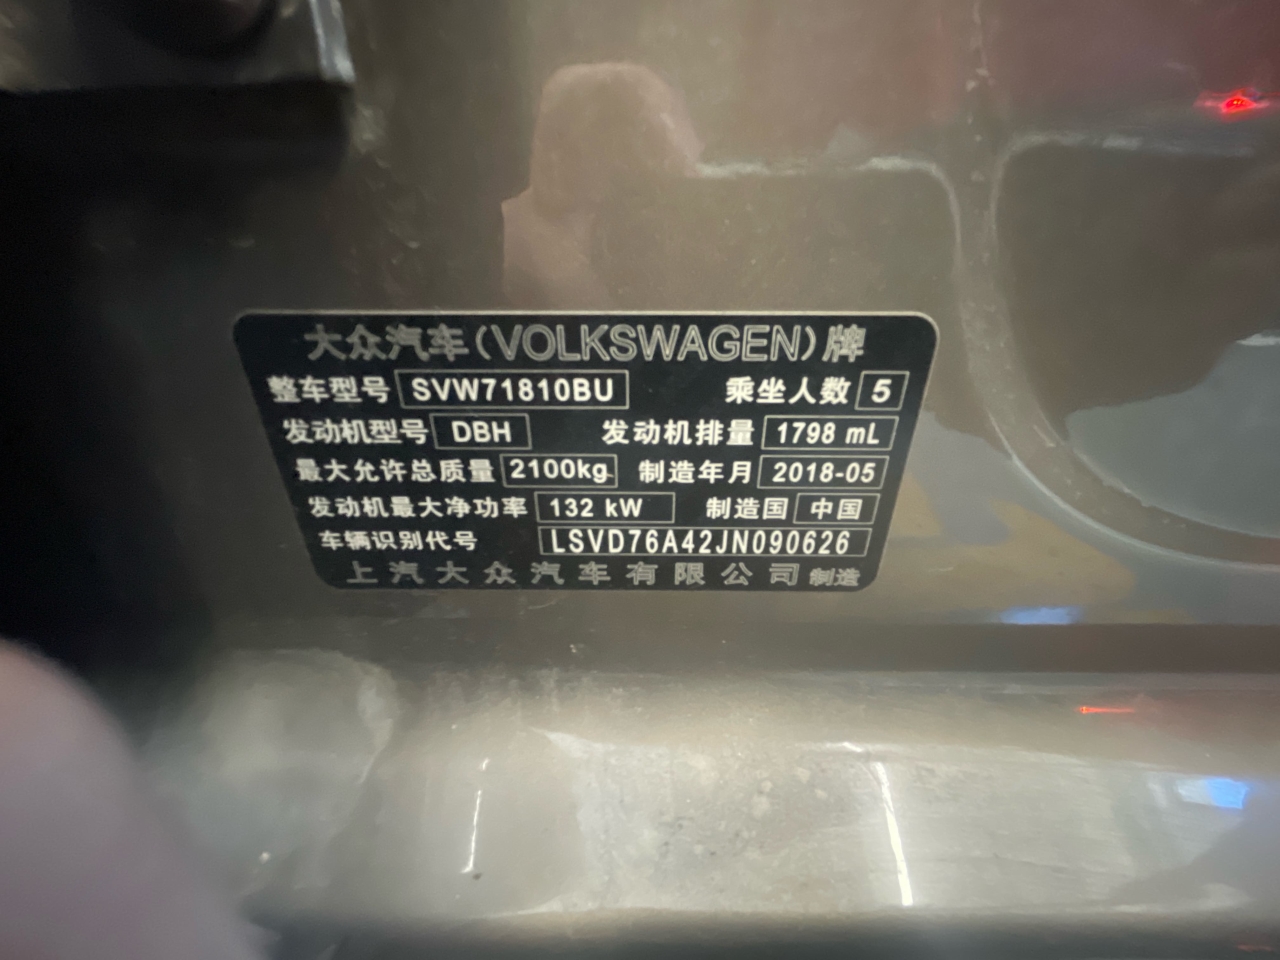 大众汽车(VOLKSWAGEN)牌
整车型号 SVW71810BU 乘坐人数 5
发动机型号 DBH 发动机排量 1798 mL
最大允许总质量 2100kg 制造年月 2018-05
发动机最大净功率 132 kW 制造国 中国
车辆识别代号 LSVD76A42JN090626
上汽大众汽车有限公司 制造